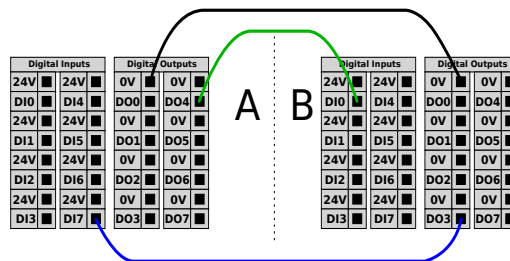 Digital Inputs Digital Outputs Digital Inputs Digital Outputs
24V 24V 0V 0V 24V 24V 0V 0V
DI0 DI4 DO0 DO4 A B DI0 DI4 DO0 DO4
24V 24V 0V 0V 24V 24V 0V 0V
DI1 DI5 DO1 DO5 DI1 DI5 DO1 DO5
24V 24V 0V 0V 24V 24V 0V 0V
DI2 DI6 DO2 DO6 DI2 DI6 DO2 DO6
24V 24V 0V 0V 24V 24V 0V 0V
DI3 DI7 DO3 DO7 DI3 DI7 DO3 DO7